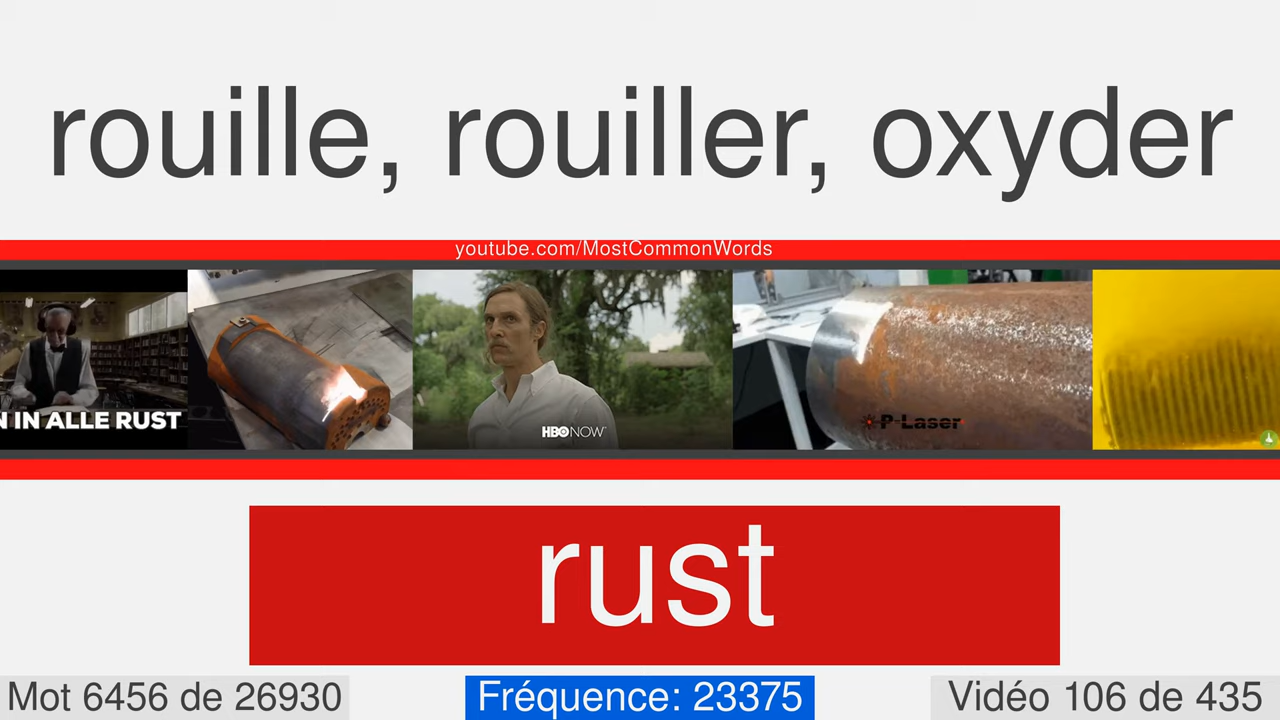 rouille, rouiller, oxyder
youtube.com/MostCommonWords
IN ALLE RUST
HBO NOW
P-Laser
rust
Mot 6456 de 26930
Fréquence: 23375
Vidéo 106 de 435